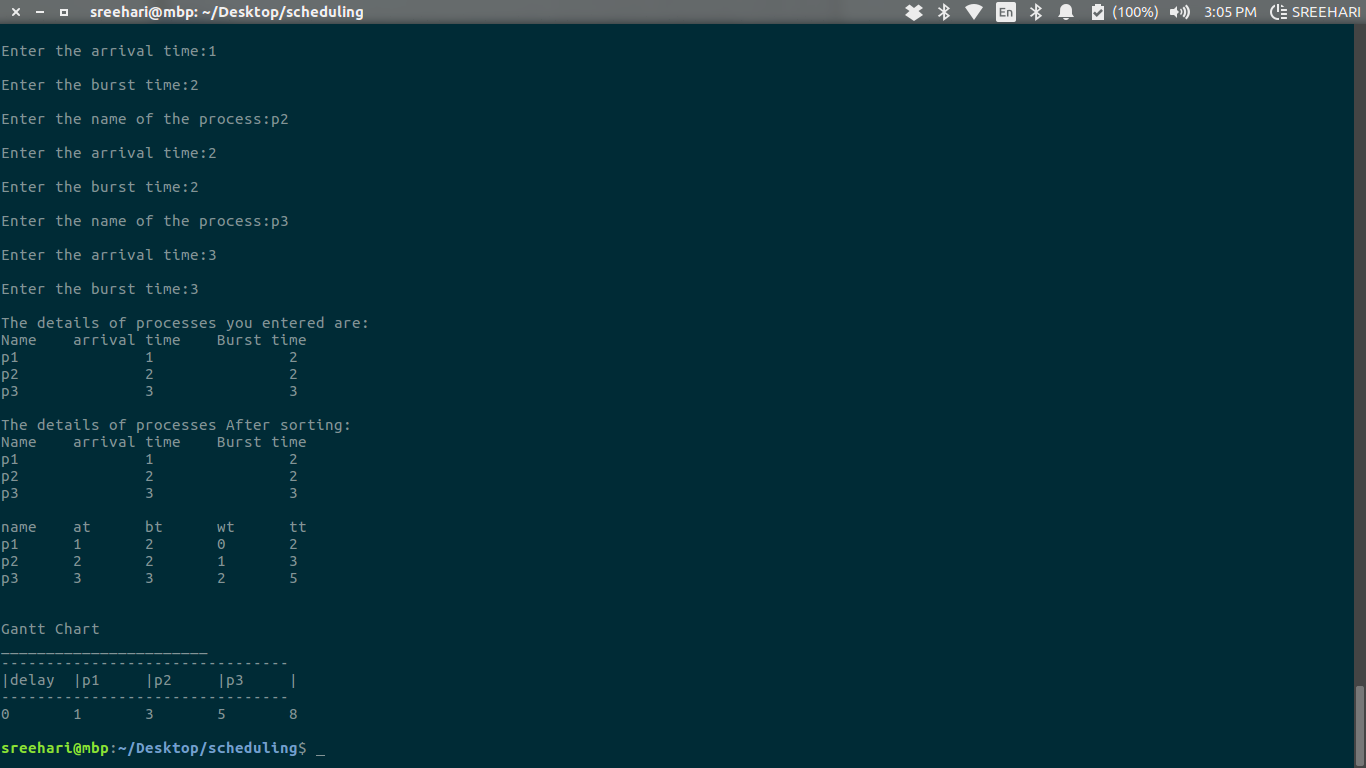 sreehari@mbp: ~/Desktop/scheduling En (100%) 3:05 PM SREEHARI
Enter the arrival time:1
Enter the burst time:2
Enter the name of the process:p2
Enter the arrival time:2
Enter the burst time:2
Enter the name of the process:p3
Enter the arrival time:3
Enter the burst time:3
The details of processes you entered are:
Name    arrival time    Burst time
p1              1               2
p2              2               2
p3              3               3
The details of processes After sorting:
Name    arrival time    Burst time
p1              1               2
p2              2               2
p3              3               3
name    at      bt      wt      tt
p1      1       2       0       2
p2      2       2       1       3
p3      3       3       2       5
Gantt Chart
_______________________
--------------------------------
|delay  |p1     |p2     |p3     |
--------------------------------
0       1       3       5       8
sreehari@mbp:~/Desktop/scheduling$ _